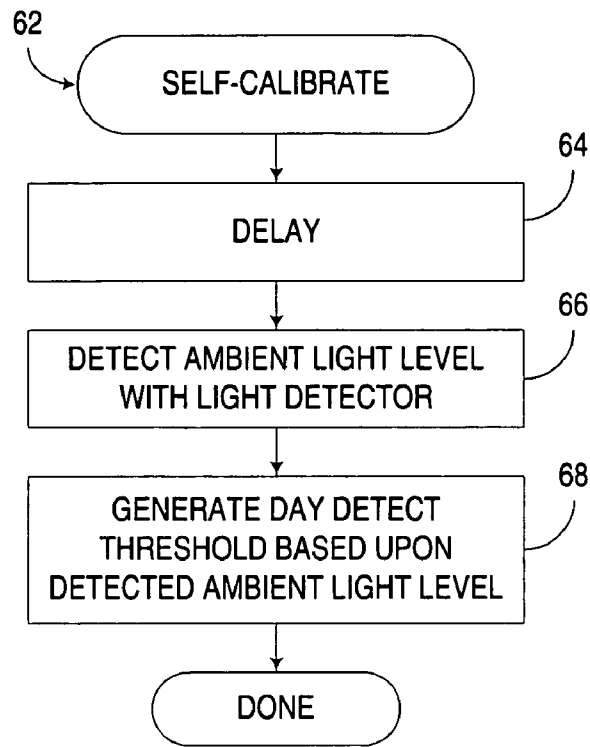 62
SELF-CALIBRATE
64
DELAY
66
DETECT AMBIENT LIGHT LEVEL
WITH LIGHT DETECTOR
68
GENERATE DAY DETECT
THRESHOLD BASED UPON
DETECTED AMBIENT LIGHT LEVEL
DONE